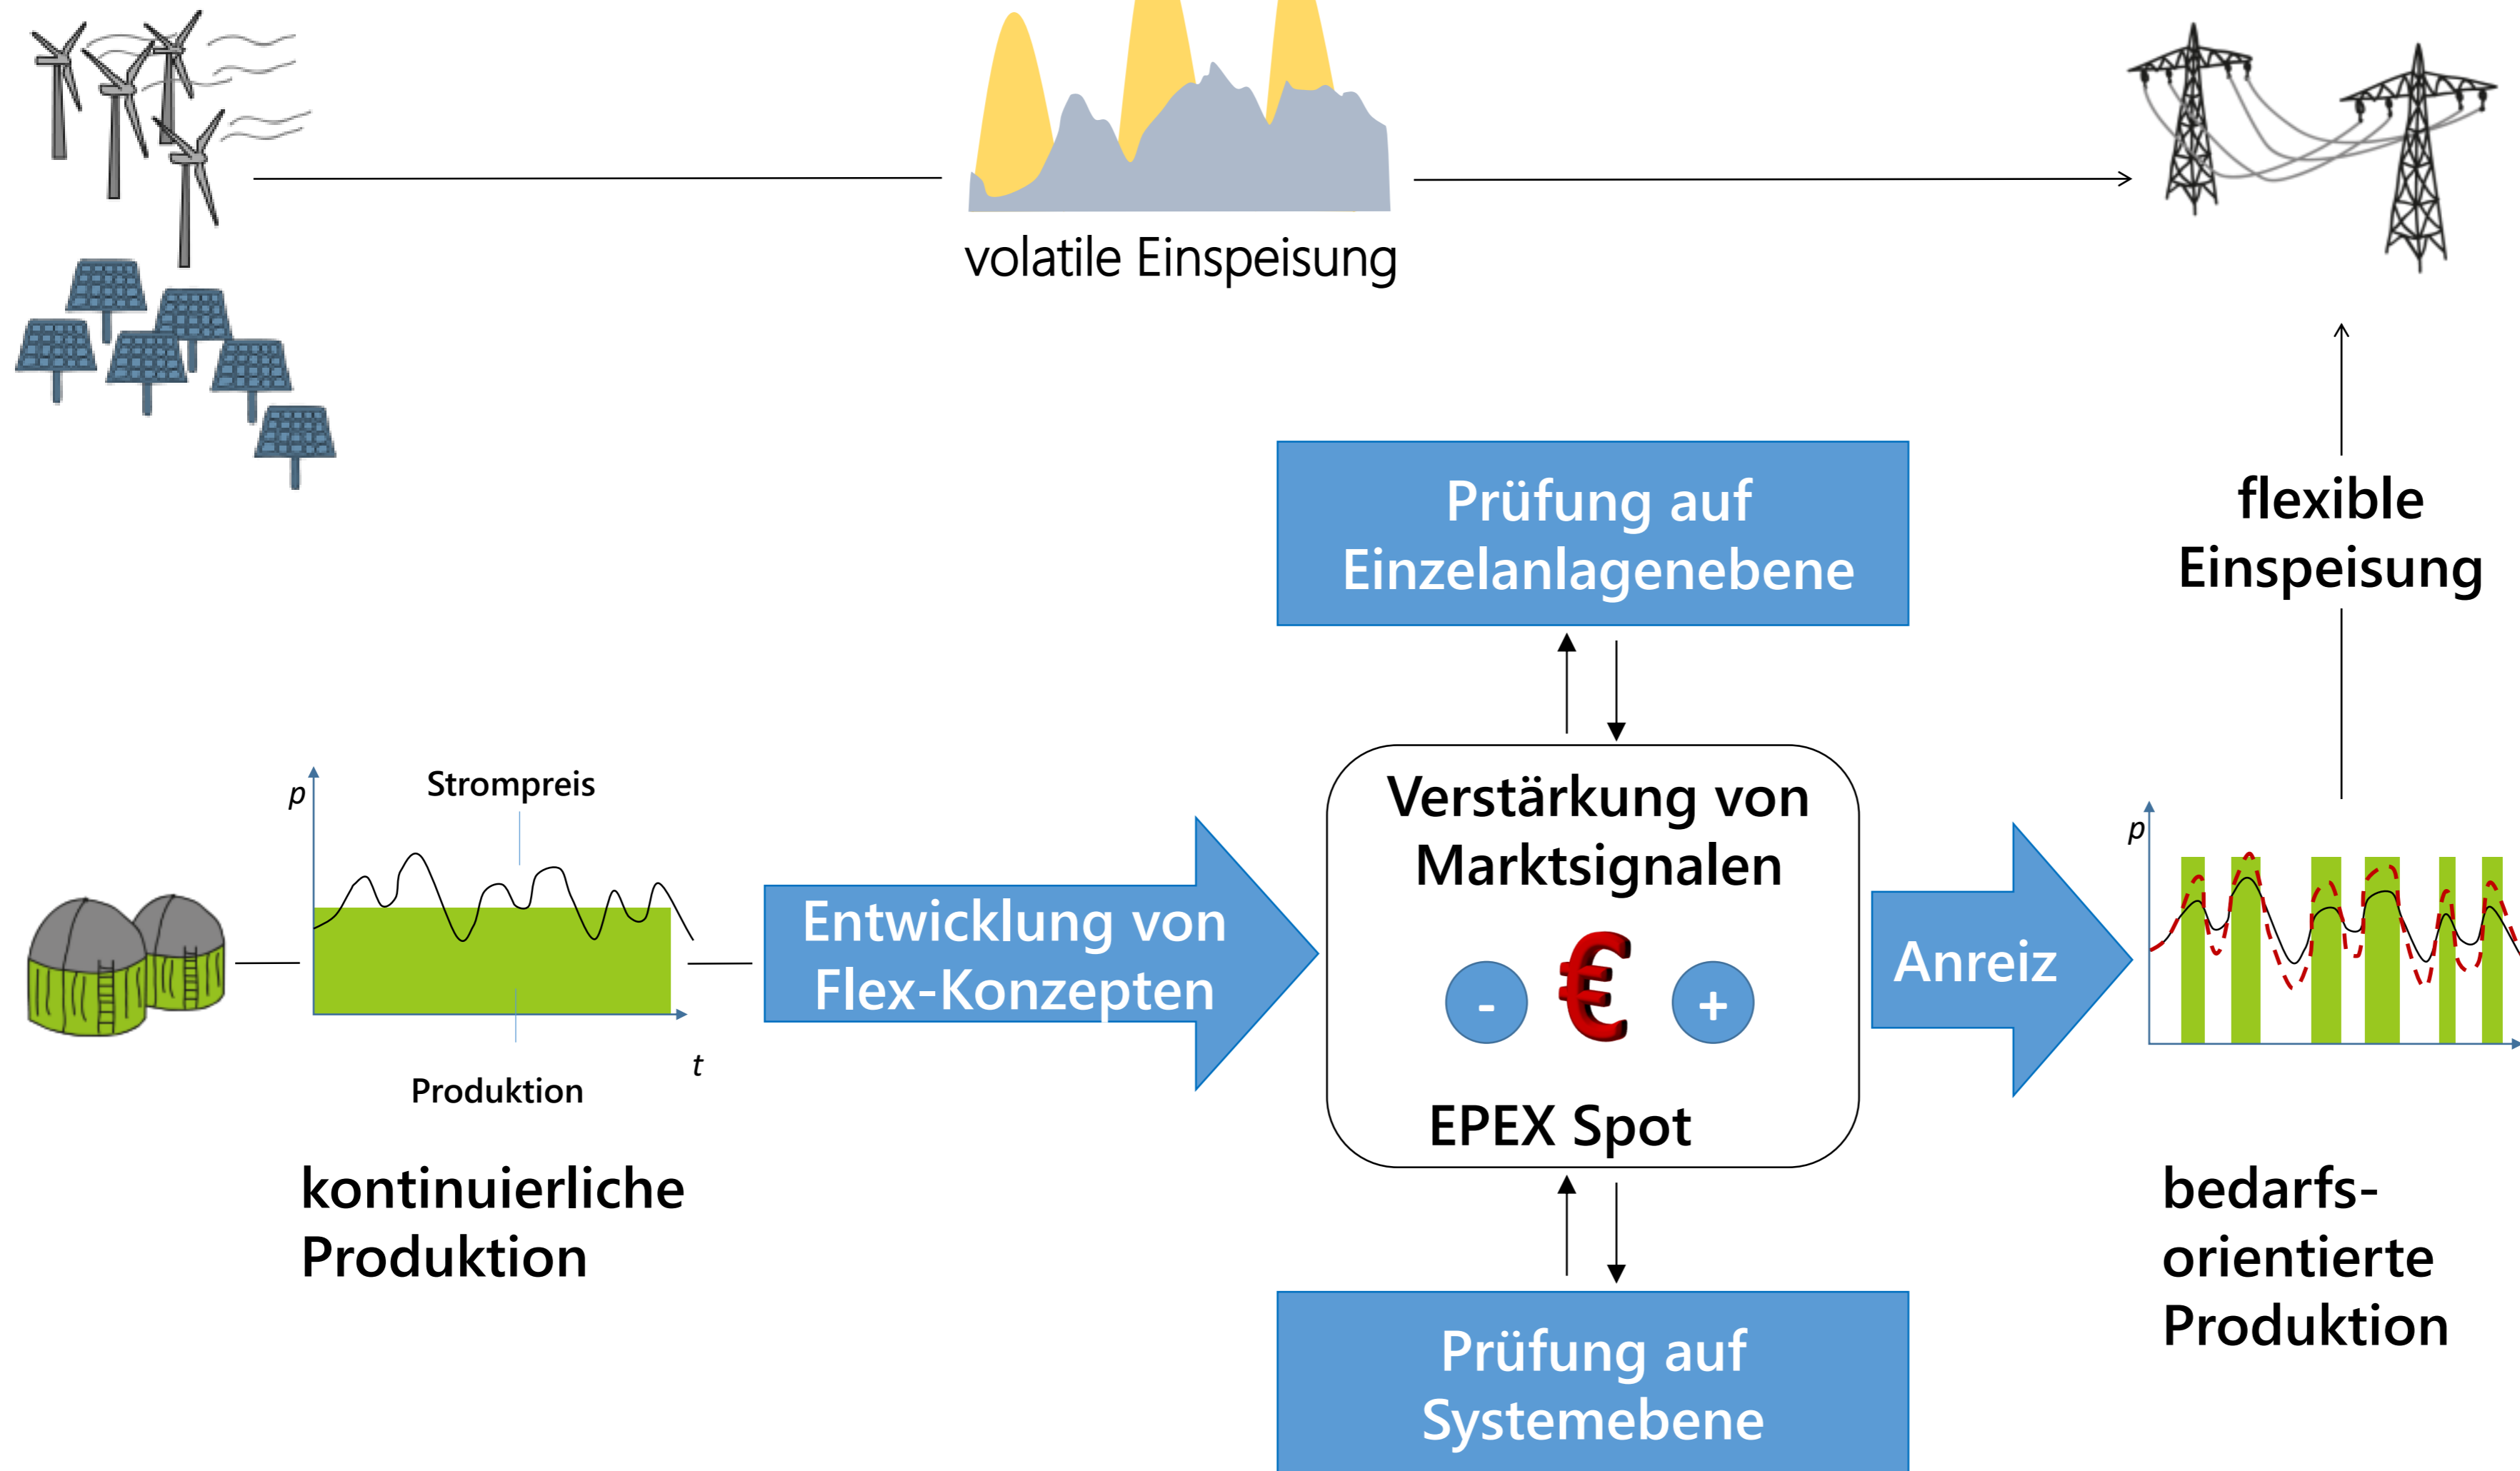 volatile Einspeisung
Prüfung auf
Einzelanlagenebene
flexible
Einspeisung
p
Strompreis
Produktion
t
kontinuierliche
Produktion
Entwicklung von
Flex-Konzepten
Verstärkung von
Marktsignalen
- € +
EPEX Spot
Anreiz
p
bedarfs-
orientierte
Produktion
Prüfung auf
Systemebene